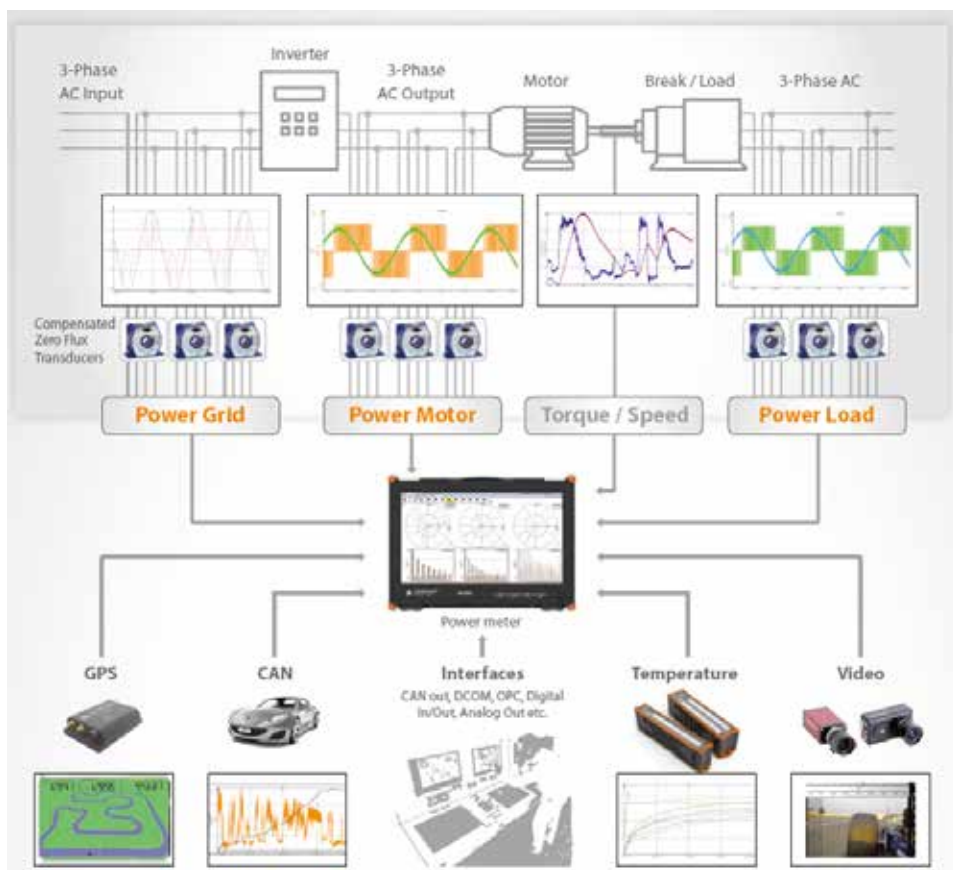 Inverter
3-Phase
AC Input
3-Phase
AC Output
Motor
Break / Load
3-Phase AC
Compensated
Zero Flux
Transducers
Power Grid
Power Motor
Torque / Speed
Power Load
Power meter
GPS
CAN
Interfaces
CAN out, DCOM, OPC, Digital
In/Out, Analog Out etc.
Temperature
Video